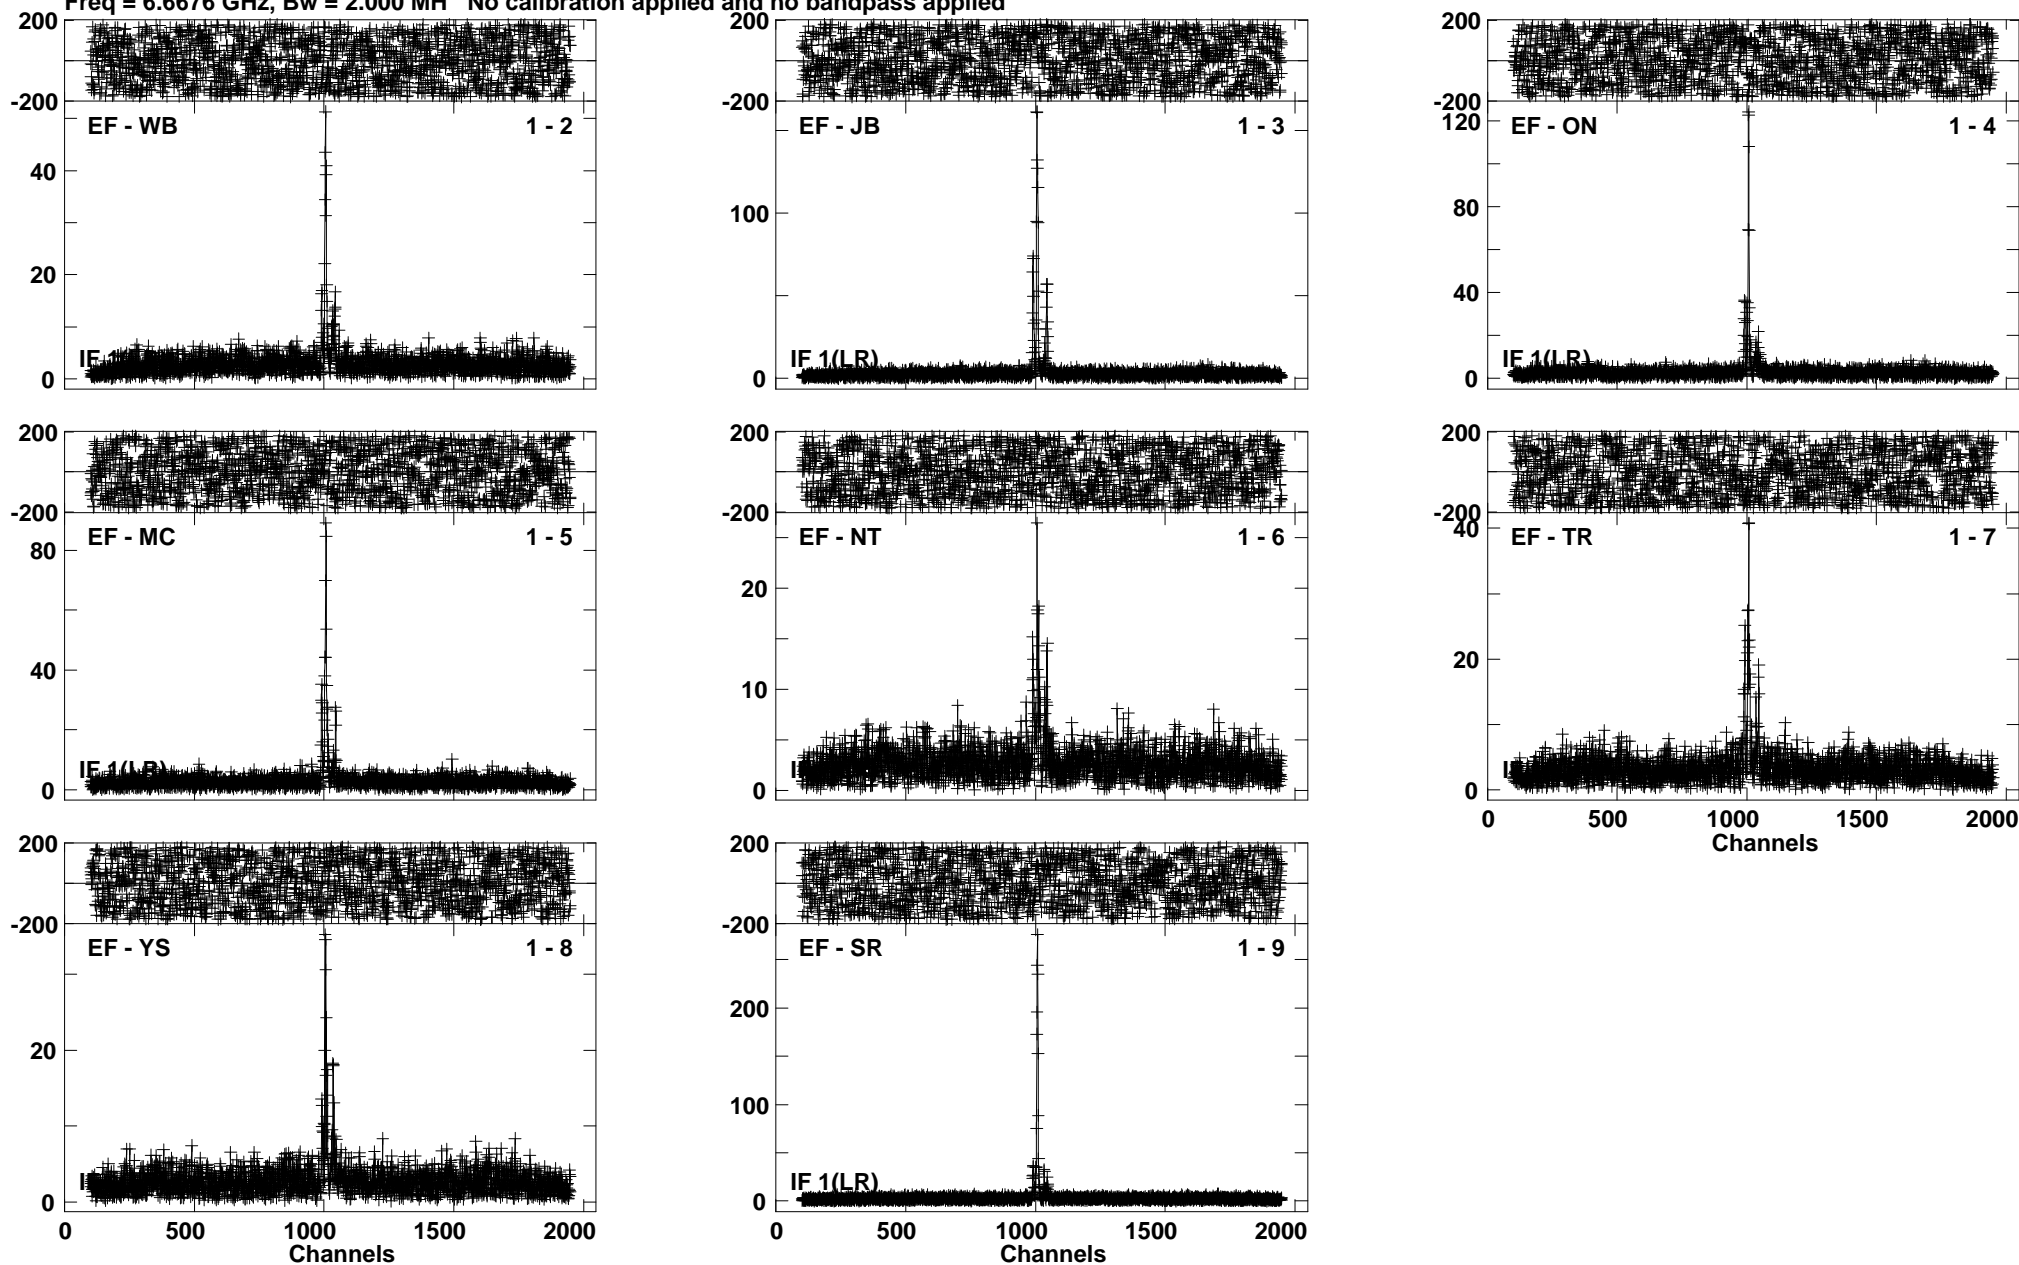 Freq = 6.6676 GHz, Bw = 2.000 MH No calibration applied and no bandpass applied
200
-200
EF - WB 1 - 2
40
20
0
IF 1(LR)
200
-200
EF - JB 1 - 3
100
0
IF 1(LR)
200
-200
EF - ON 1 - 4
120
80
40
0
IF 1(LR)
200
-200
EF - MC 1 - 5
80
40
0
IF 1(LR)
200
-200
EF - NT 1 - 6
20
10
0
200
-200
EF - TR 1 - 7
40
20
0
0 500 1000 1500 2000
Channels
200
-200
EF - YS 1 - 8
20
0
0 500 1000 1500 2000
Channels
200
-200
EF - SR 1 - 9
200
100
0
IF 1(LR)
0 500 1000 1500 2000
Channels